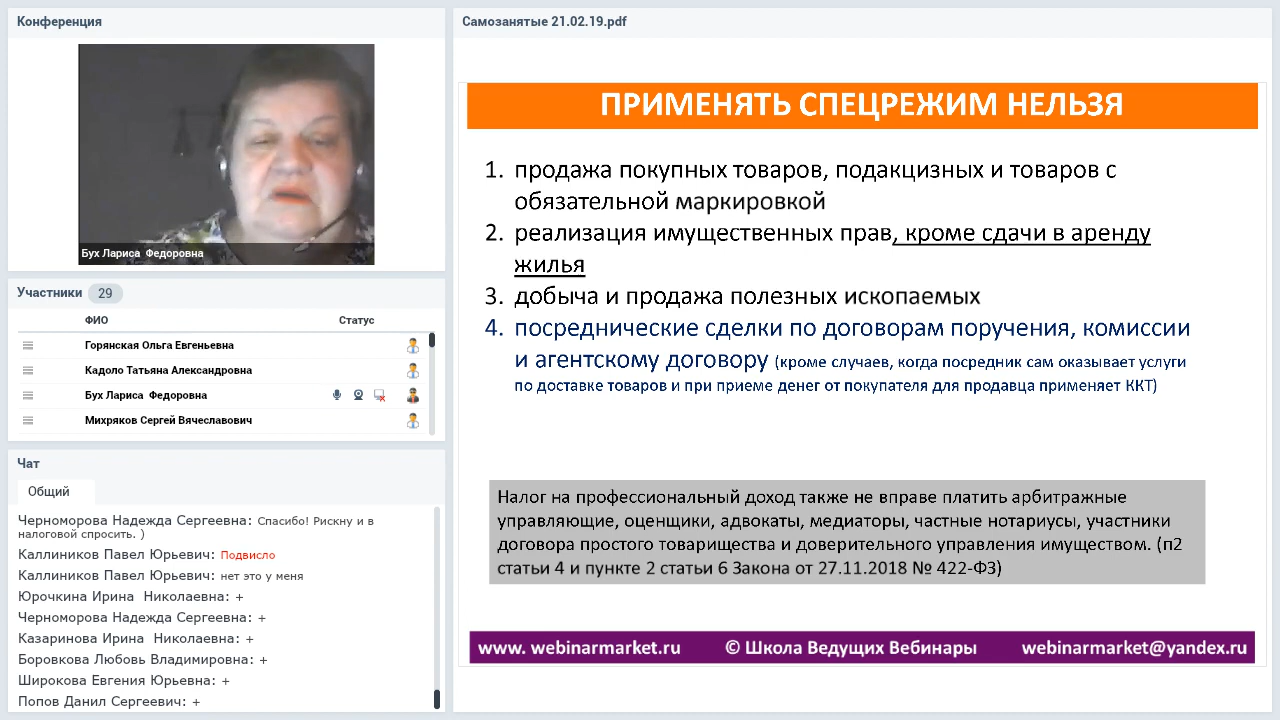 Конференция
Бух Лариса  Федоровна
Участники 29
ФИО Статус
Горянская Ольга Евгеньевна
Кадоло Татьяна Александровна
Бух Лариса  Федоровна
Михряков Сергей Вячеславович
Чат
Общий
Черноморова Надежда Сергеевна: Спасибо! Рискну и в
налоговой спросить. )
Каллиников Павел Юрьевич: Подвисло
Каллиников Павел Юрьевич: нет это у меня
Юрочкина Ирина  Николаевна: +
Черноморова Надежда Сергеевна: +
Казаринова Ирина  Николаевна: +
Боровкова Любовь Владимировна: +
Широкова Евгения Юрьевна: +
Попов Данил Сергеевич: +
Самозанятые 21.02.19.pdf
ПРИМЕНЯТЬ СПЕЦРЕЖИМ НЕЛЬЗЯ
1. продажа покупных товаров, подакцизных и товаров с
обязательной маркировкой
2. реализация имущественных прав, кроме сдачи в аренду
жилья
3. добыча и продажа полезных ископаемых
4. посреднические сделки по договорам поручения, комиссии
и агентскому договору (кроме случаев, когда посредник сам оказывает услуги
по доставке товаров и при приеме денег от покупателя для продавца применяет ККТ)
Налог на профессиональный доход также не вправе платить арбитражные
управляющие, оценщики, адвокаты, медиаторы, частные нотариусы, участники
договора простого товарищества и доверительного управления имуществом. (п2
статьи 4 и пункте 2 статьи 6 Закона от 27.11.2018 № 422-ФЗ)
www. webinarmarket.ru © Школа Ведущих Вебинары webinarmarket@yandex.ru